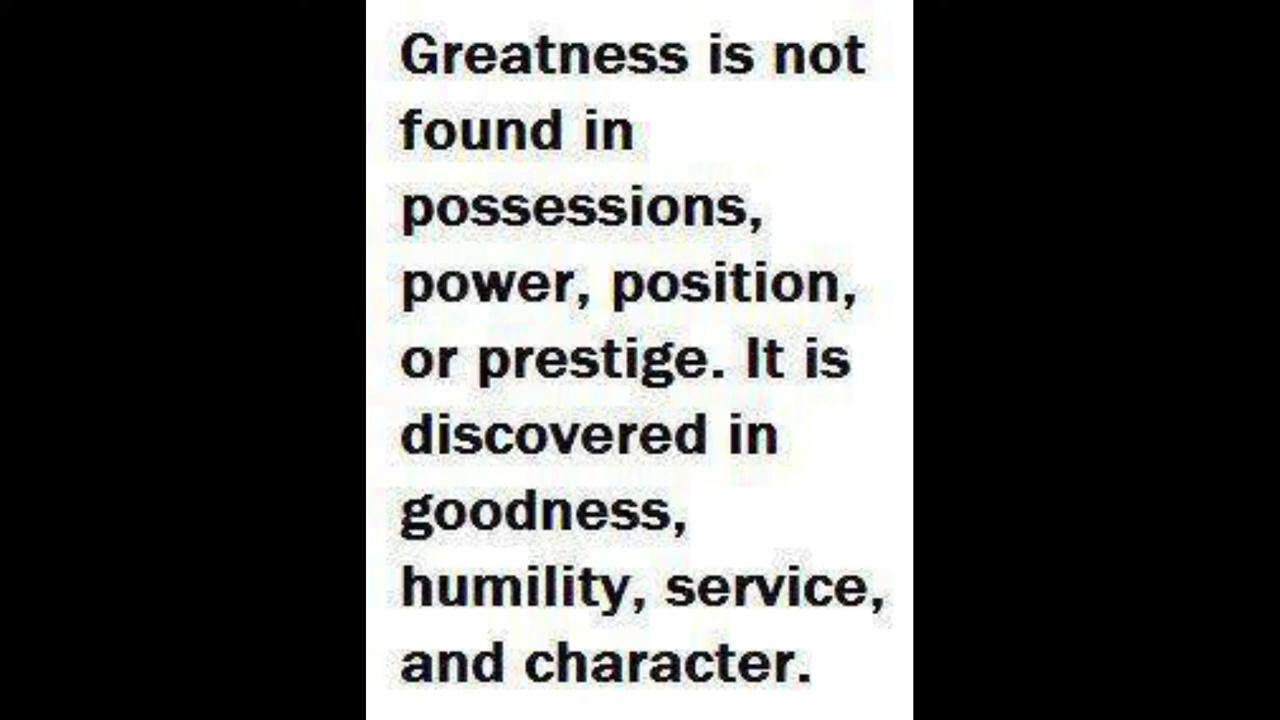 Greatness is not
found in
possessions,
power, position,
or prestige. It is
discovered in
goodness,
humility, service,
and character.